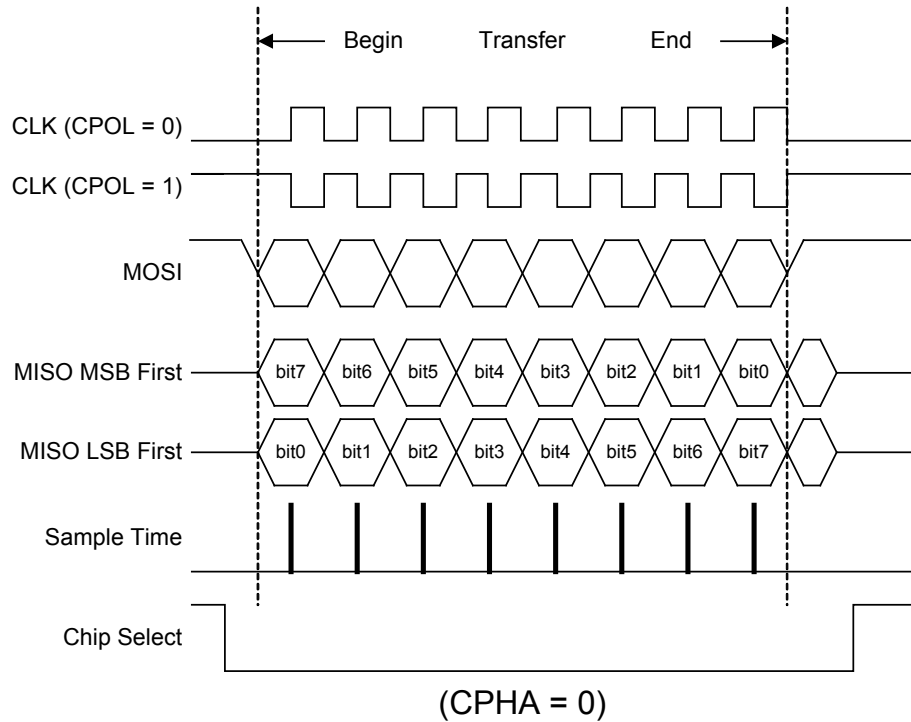 Begin Transfer End
CLK (CPOL = 0)
CLK (CPOL = 1)
MOSI
MISO MSB First bit7 bit6 bit5 bit4 bit3 bit2 bit1 bit0
MISO LSB First bit0 bit1 bit2 bit3 bit4 bit5 bit6 bit7
Sample Time
Chip Select
(CPHA = 0)